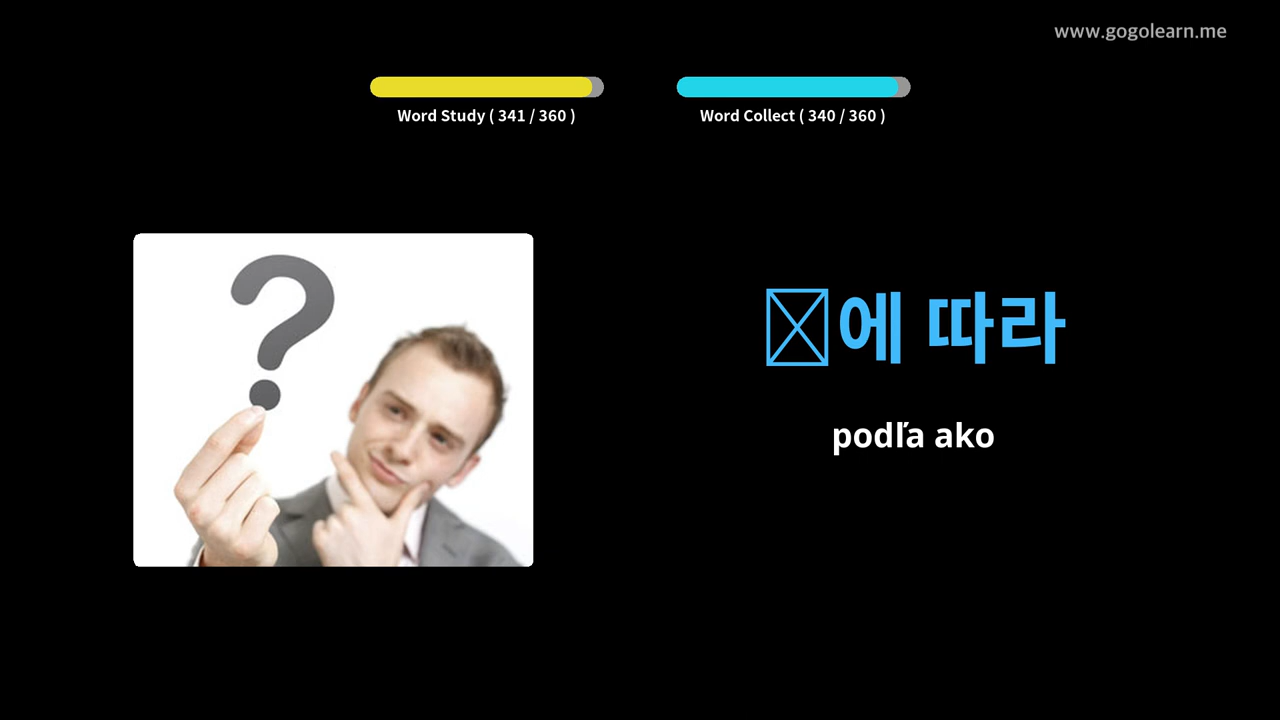 www.gogolearn.me
Word Study ( 341 / 360 )
Word Collect ( 340 / 360 )
에 따라
podľa ako